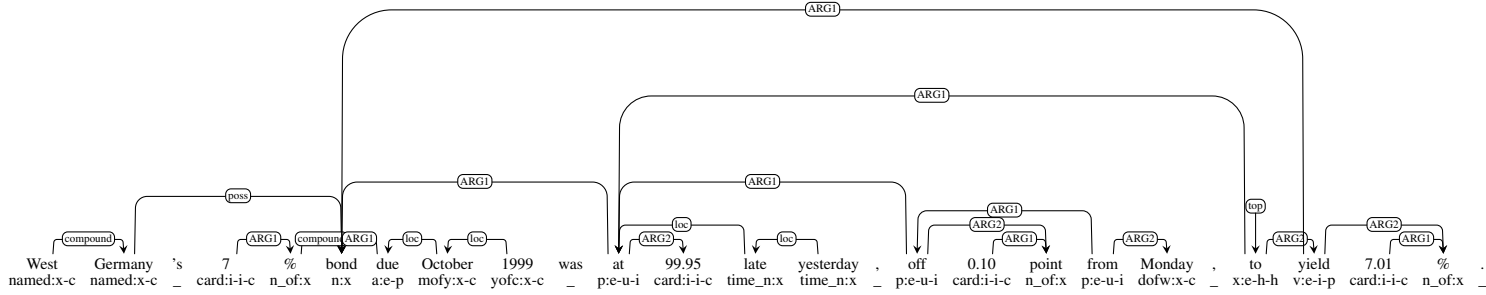 ARG1
ARG1
ARG1 ARG1
poss top
ARG1
loc ARG2 ARG2
compound ARG1 compound ARG1 loc loc ARG2 loc ARG1 ARG2 ARG2 ARG1
West Germany 's 7 % bond due October 1999 was at 99.95 late yesterday , off 0.10 point from Monday , to yield 7.01 % .
named:x-c named:x-c _ card:i-i-c n_of:x n:x a:e-p mofy:x-c yofc:x-c _ p:e-u-i card:i-i-c time_n:x time_n:x _ p:e-u-i card:i-i-c n_of:x p:e-u-i dofw:x-c _ x:e-h-h v:e-i-p card:i-i-c n_of:x _